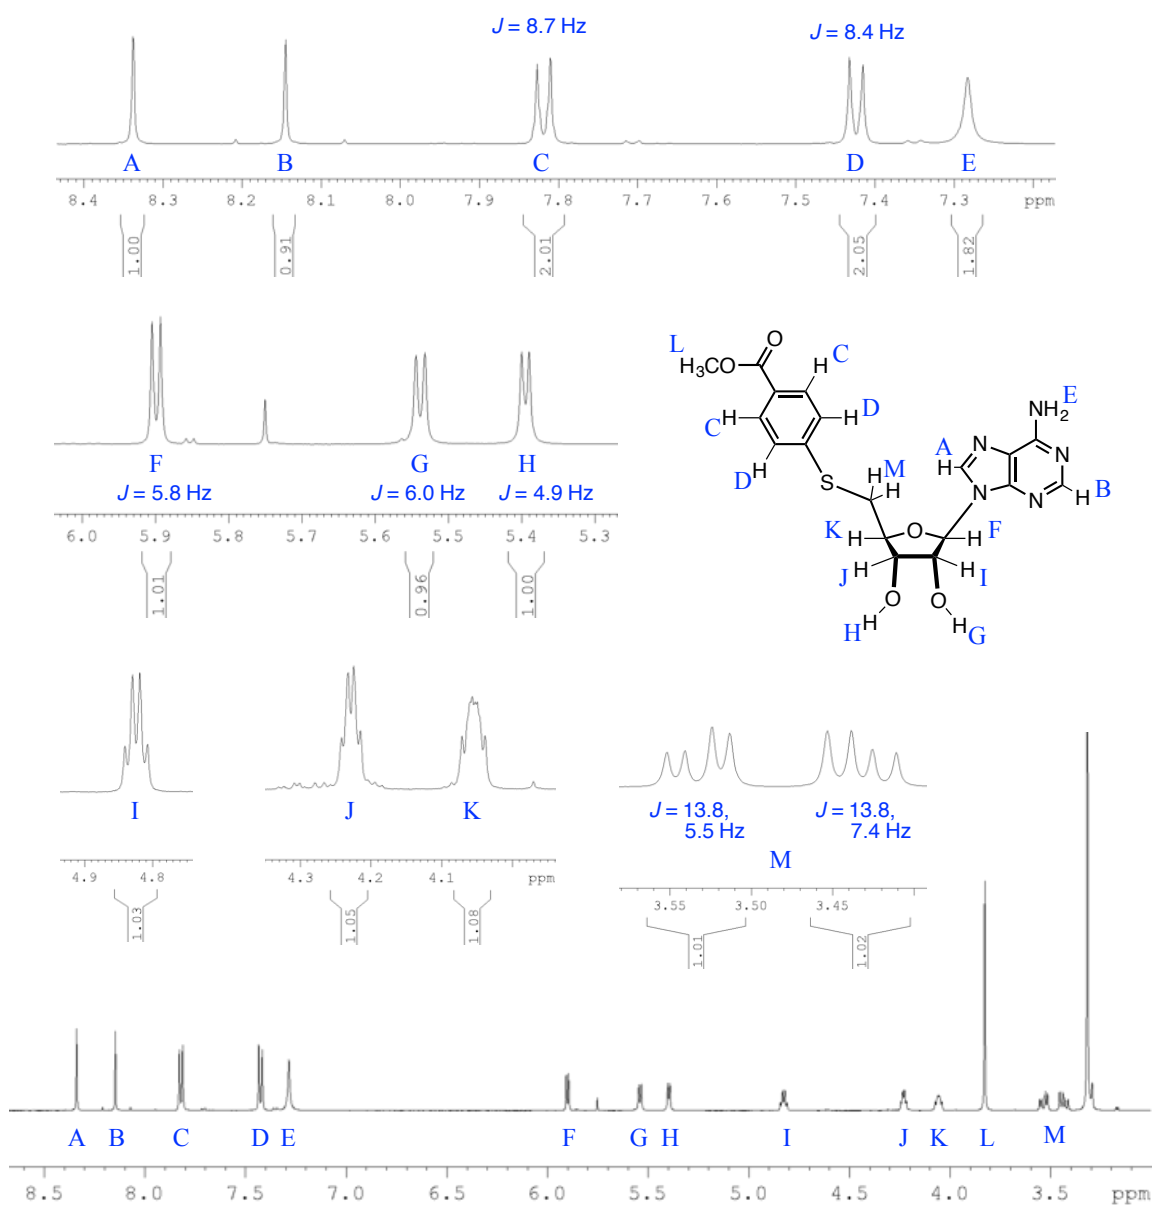 J = 8.7 Hz
J = 8.4 Hz
A B C D E
8.4 8.3 8.2 8.1 8.0 7.9 7.8 7.7 7.6 7.5 7.4 7.3 ppm
1.00 0.91 2.01 2.05 1.82
F G H
J = 5.8 Hz J = 6.0 Hz J = 4.9 Hz
6.0 5.9 5.8 5.7 5.6 5.5 5.4 5.3
1.01 0.96 1.00
L H3CO O H C
C H H D
D H S H M H
E NH2
A H N N N N N H B
K H O H F
J H H I
O O
H H H G
I J K
J = 13.8, 5.5 Hz
J = 13.8, 7.4 Hz
M
4.9 4.8
4.3 4.2 4.1 ppm
3.55 3.50 3.45
1.03 1.05 1.08 1.01 1.02
A B C D E F G H I J K L M
8.5 8.0 7.5 7.0 6.5 6.0 5.5 5.0 4.5 4.0 3.5 ppm